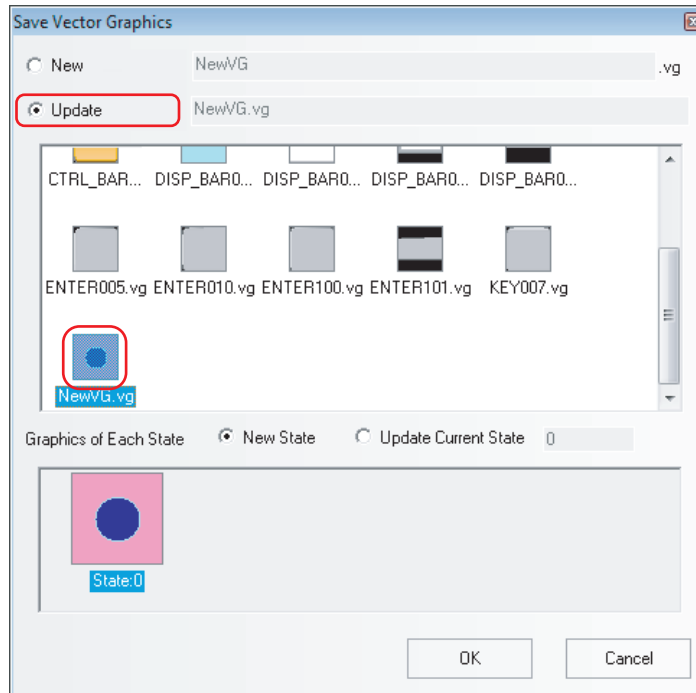 Save Vector Graphics
New NewVG .vg
Update NewVG.vg
CTRL_BAR... DISP_BAR0... DISP_BAR0... DISP_BAR0... DISP_BAR0...
ENTER005.vg ENTER010.vg ENTER100.vg ENTER101.vg KEY007.vg
NewVG.vg
Graphics of Each State New State Update Current State 0
State:0
OK Cancel